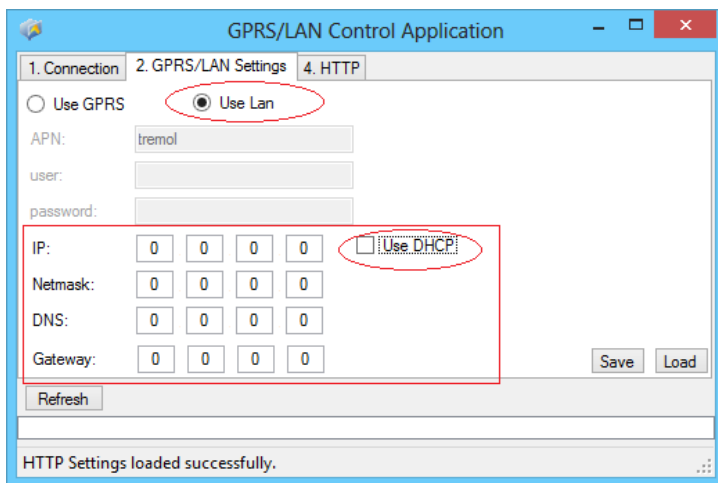 GPRS/LAN Control Application
1. Connection 2. GPRS/LAN Settings 4. HTTP
Use GPRS Use Lan
APN: tremol
user:
password:
IP: 0 0 0 0 Use DHCP
Netmask: 0 0 0 0
DNS: 0 0 0 0
Gateway: 0 0 0 0
Save Load
Refresh
HTTP Settings loaded successfully.